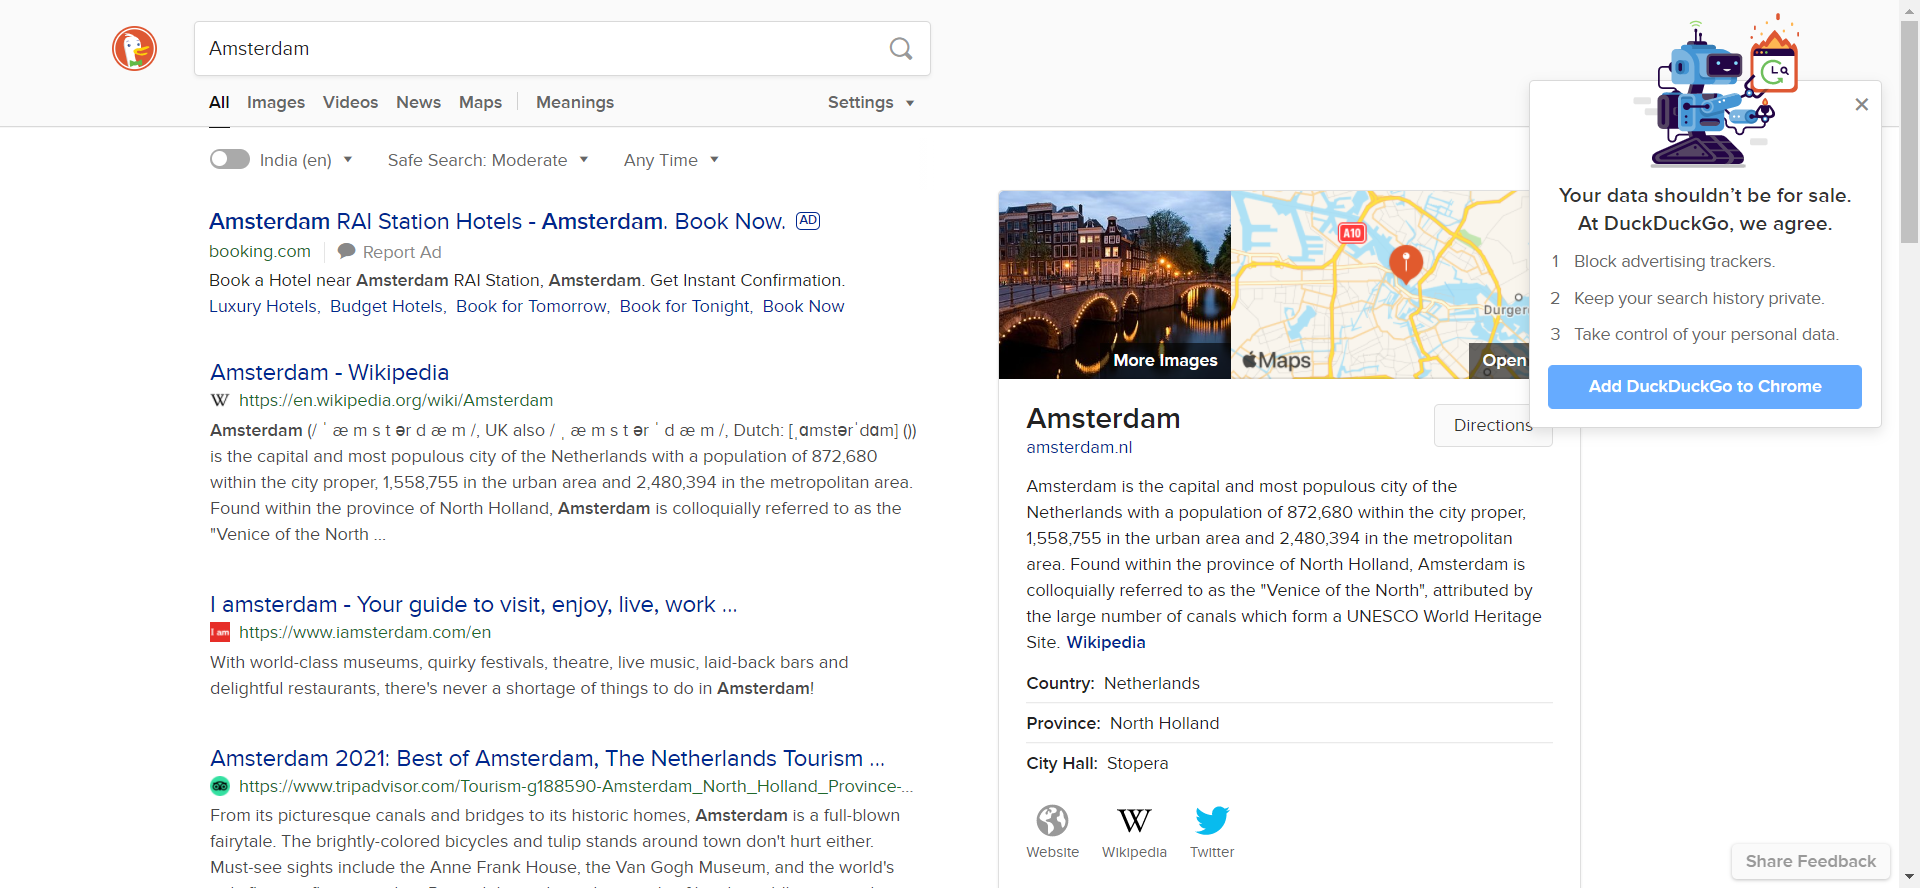 Amsterdam
All Images Videos News Maps Meanings Settings
India (en) Safe Search: Moderate Any Time
Amsterdam RAI Station Hotels - Amsterdam. Book Now. AD
booking.com Report Ad
Book a Hotel near Amsterdam RAI Station, Amsterdam. Get Instant Confirmation.
Luxury Hotels, Budget Hotels, Book for Tomorrow, Book for Tonight, Book Now
Amsterdam - Wikipedia
W https://en.wikipedia.org/wiki/Amsterdam
Amsterdam (/ ˈ æ m s t ər d æ m /, UK also / ˌ æ m s t ər ˈ d æ m /, Dutch: [ˌɑmstərˈdɑm] ())
is the capital and most populous city of the Netherlands with a population of 872,680
within the city proper, 1,558,755 in the urban area and 2,480,394 in the metropolitan area.
Found within the province of North Holland, Amsterdam is colloquially referred to as the
"Venice of the North ...
I amsterdam - Your guide to visit, enjoy, live, work ...
I am https://www.iamsterdam.com/en
With world-class museums, quirky festivals, theatre, live music, laid-back bars and
delightful restaurants, there's never a shortage of things to do in Amsterdam!
Amsterdam 2021: Best of Amsterdam, The Netherlands Tourism ...
https://www.tripadvisor.com/Tourism-g188590-Amsterdam_North_Holland_Province-...
From its picturesque canals and bridges to its historic homes, Amsterdam is a full-blown
fairytale. The brightly-colored bicycles and tulip stands around town don't hurt either.
Must-see sights include the Anne Frank House, the Van Gogh Museum, and the world's
A10
Durger
More Images
Maps
Open
Amsterdam
amsterdam.nl
Directions
Amsterdam is the capital and most populous city of the
Netherlands with a population of 872,680 within the city proper,
1,558,755 in the urban area and 2,480,394 in the metropolitan
area. Found within the province of North Holland, Amsterdam is
colloquially referred to as the "Venice of the North", attributed by
the large number of canals which form a UNESCO World Heritage
Site. Wikipedia
Country: Netherlands
Province: North Holland
City Hall: Stopera
W
Website Wikipedia Twitter
Your data shouldn't be for sale.
At DuckDuckGo, we agree.
1 Block advertising trackers.
2 Keep your search history private.
3 Take control of your personal data.
Add DuckDuckGo to Chrome
Share Feedback